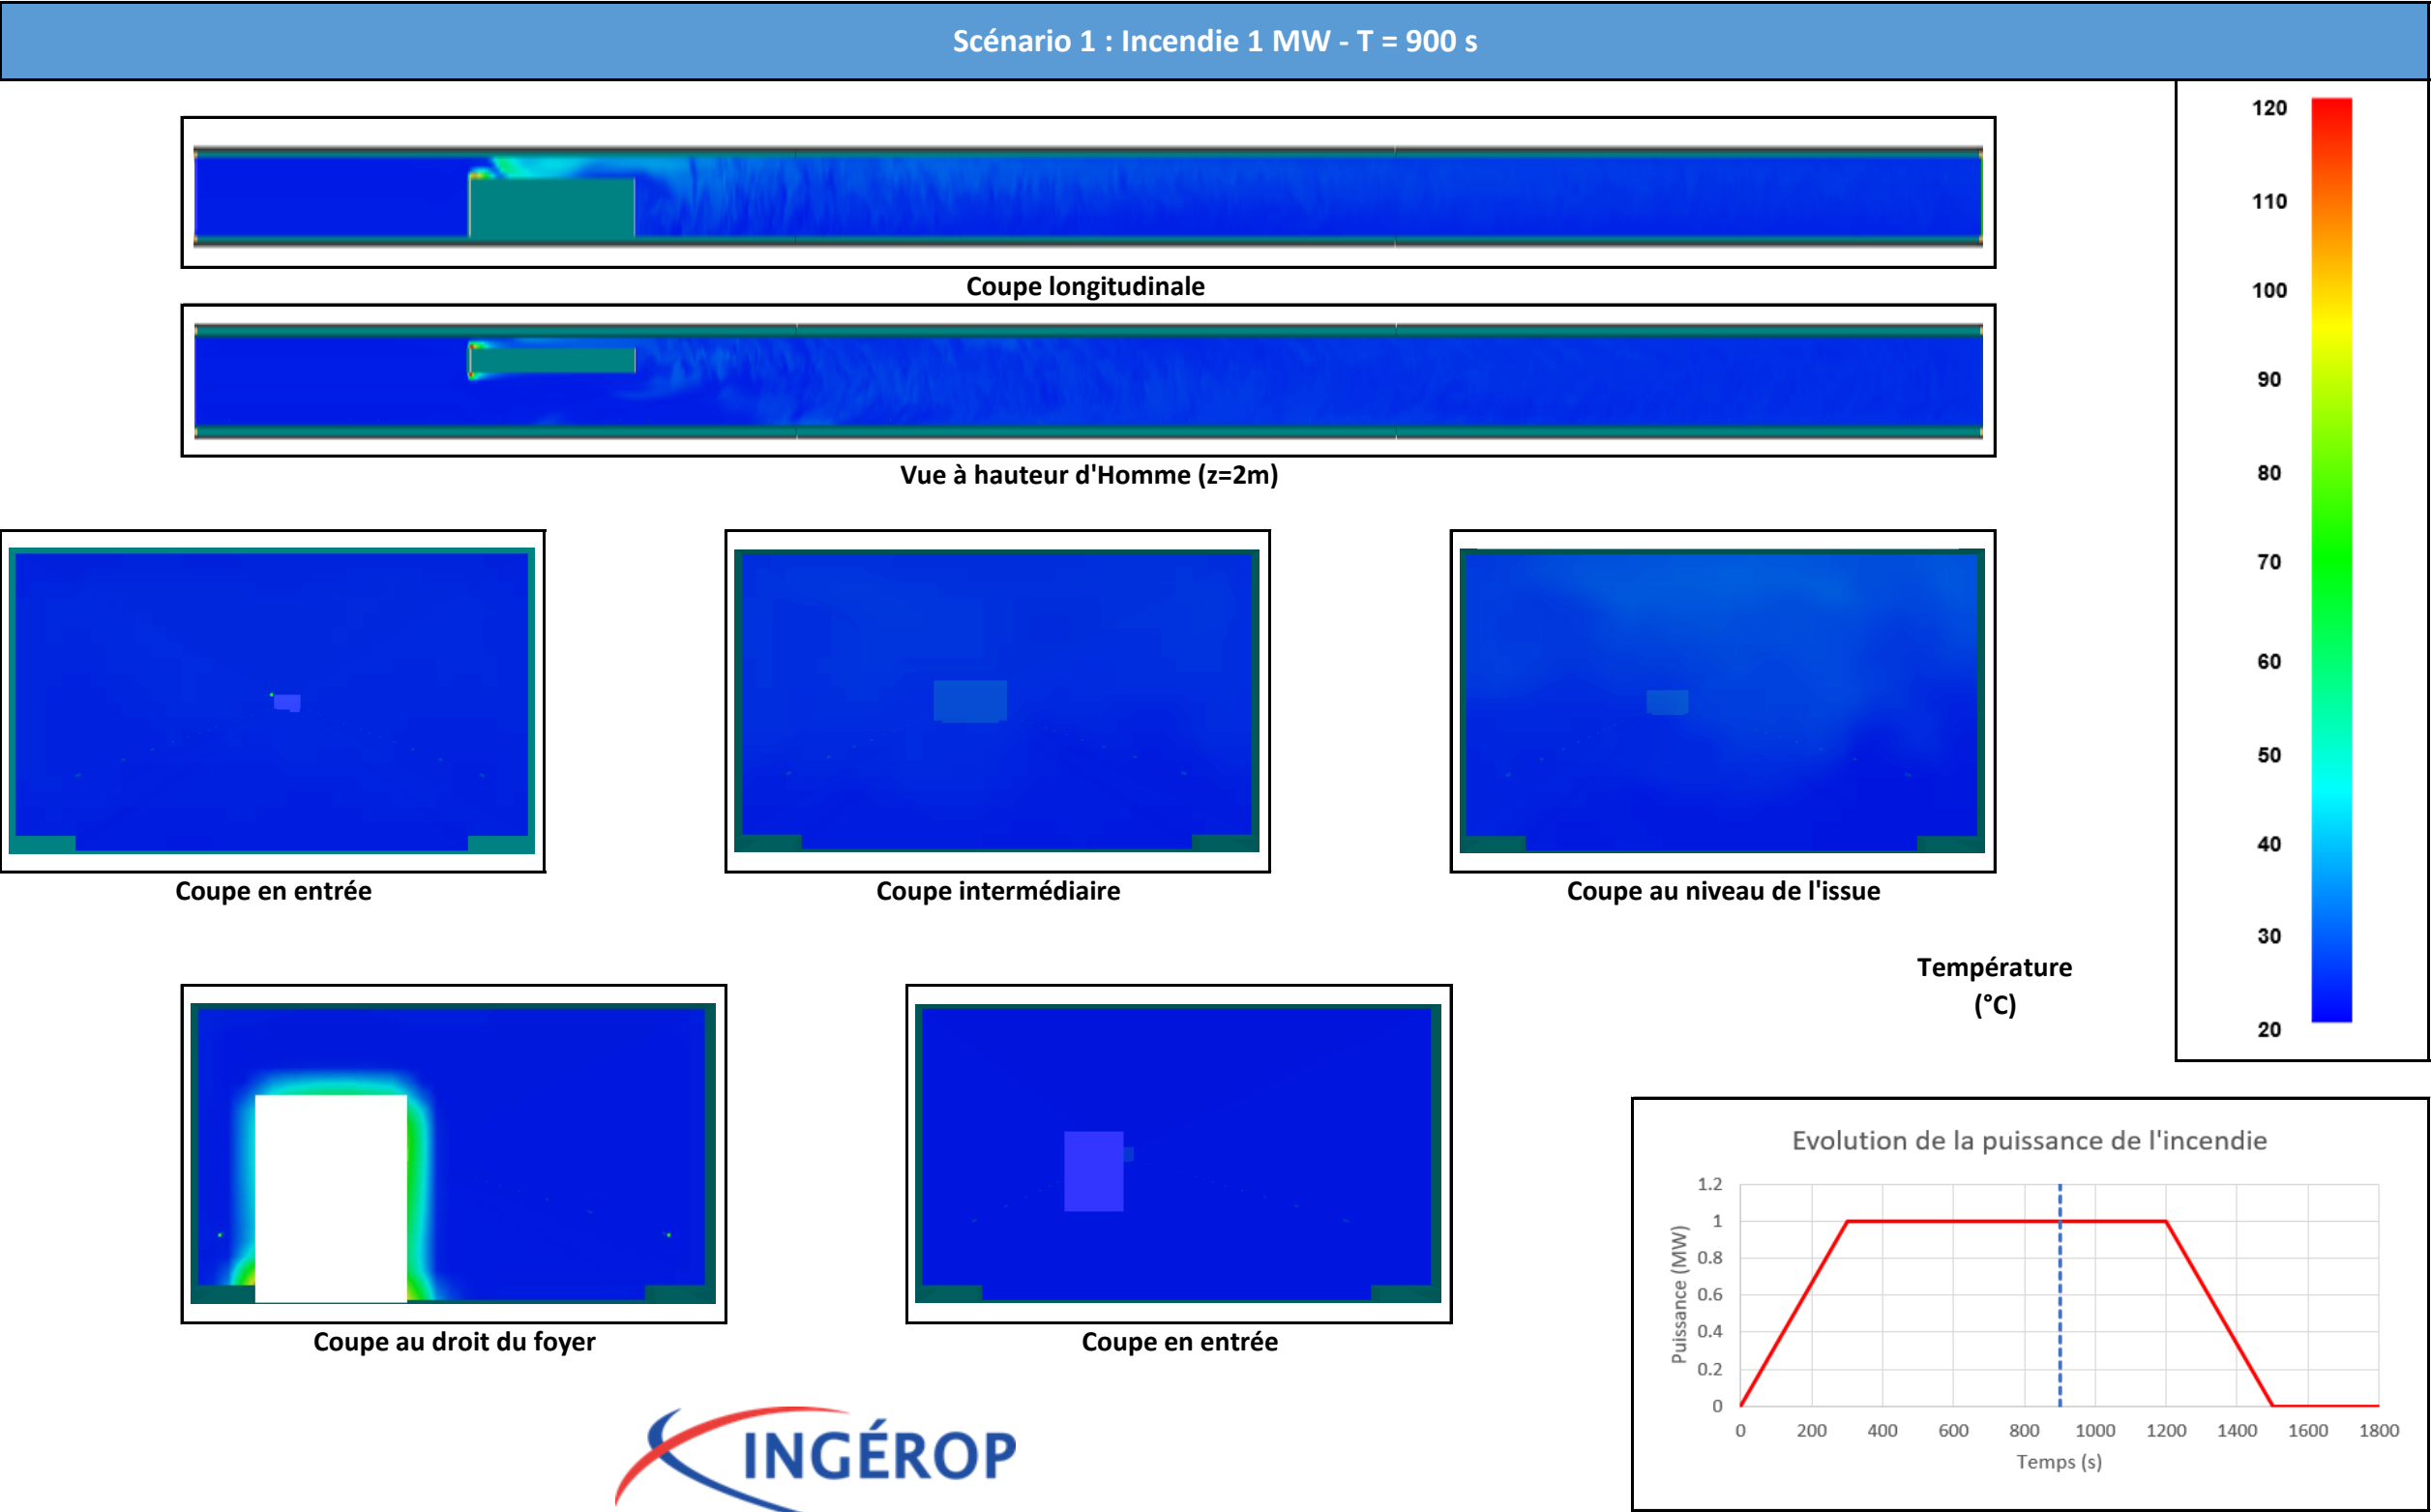 Scénario 1 : Incendie 1 MW - T = 900 s
Coupe longitudinale
Vue à hauteur d'Homme (z=2m)
Coupe en entrée
Coupe intermédiaire
Coupe au niveau de l'issue
Coupe au droit du foyer
Coupe en entrée
Température
(°C)
120
110
100
90
80
70
60
50
40
30
20
Evolution de la puissance de l'incendie
Puissance (MW)
1.2
1
0.8
0.6
0.4
0.2
0
0 200 400 600 800 1000 1200 1400 1600 1800
Temps (s)
INGÉROP